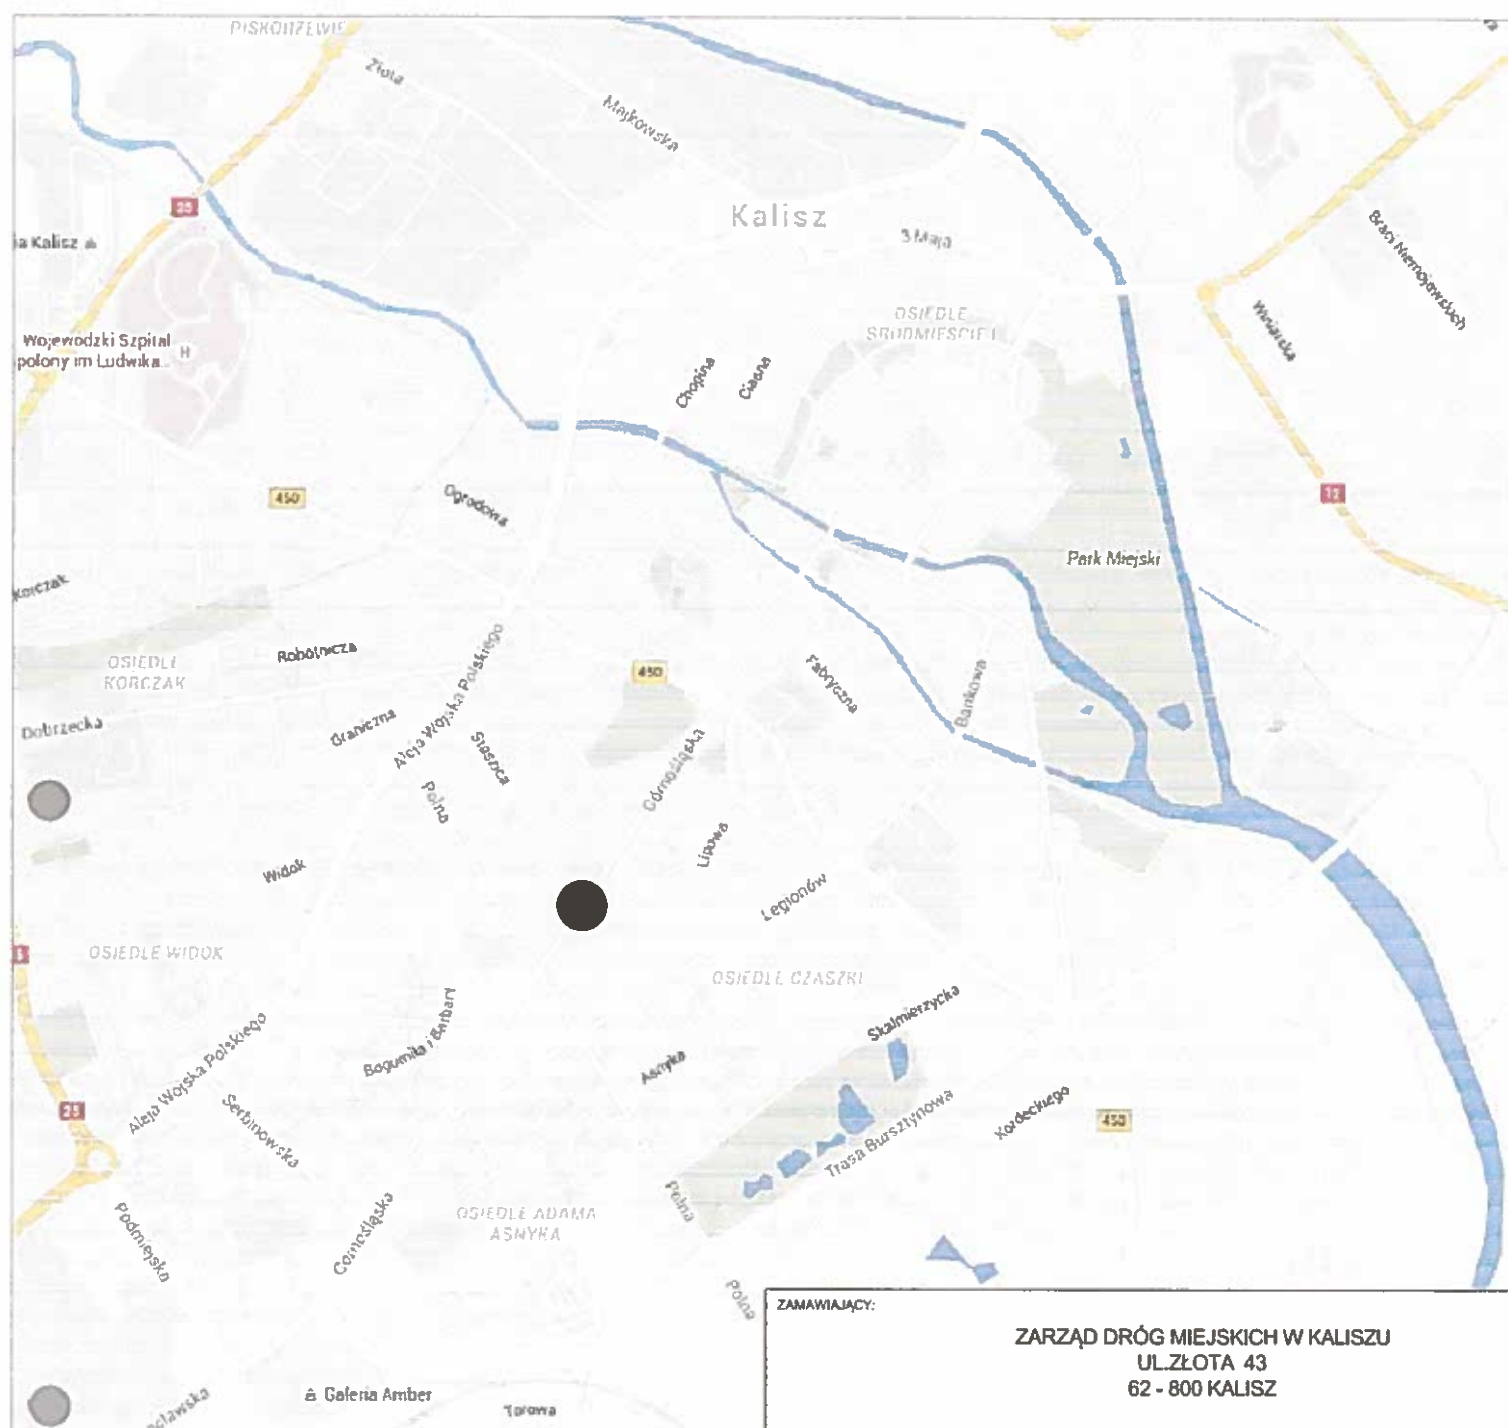 PISKORZEWIE
Złota
Majkowska
25
Kalisz
3 Maja
ia Kalisz
Braci Niemojowskich
Winiarska
OSIEDLE
ŚRÓDMIEŚCIE I
Wojewódzki Szpital
polony im Ludwika...
H
Chopina
Ciasna
450
Ogrodowa
12
Park Miejski
Korczak
Robotnicza
OSIEDLE
KORCZAK
Aleja Wojska Polskiego
450
Fabryczna
Bankowa
Dobrzecka
Graniczna
Staszica
Górnośląska
Polna
Lipowa
Widok
Legionów
OSIEDLE WIDOK
OSIEDLE CZASZKI
Skalmierzycka
Aleja Wojska Polskiego
Bogumiła i Barbary
Asnyka
25
Serbinowska
Trasa Bursztynowa
Kordeckiego
450
Podmiejska
Górnośląska
OSIEDLE ADAMA
ASNYKA
Polna
Polna
ZAMAWIAJĄCY:
ZARZĄD DRÓG MIEJSKICH W KALISZU
UL.ZŁOTA 43
62 - 800 KALISZ
Galeria Amber
Torowa
ocławska